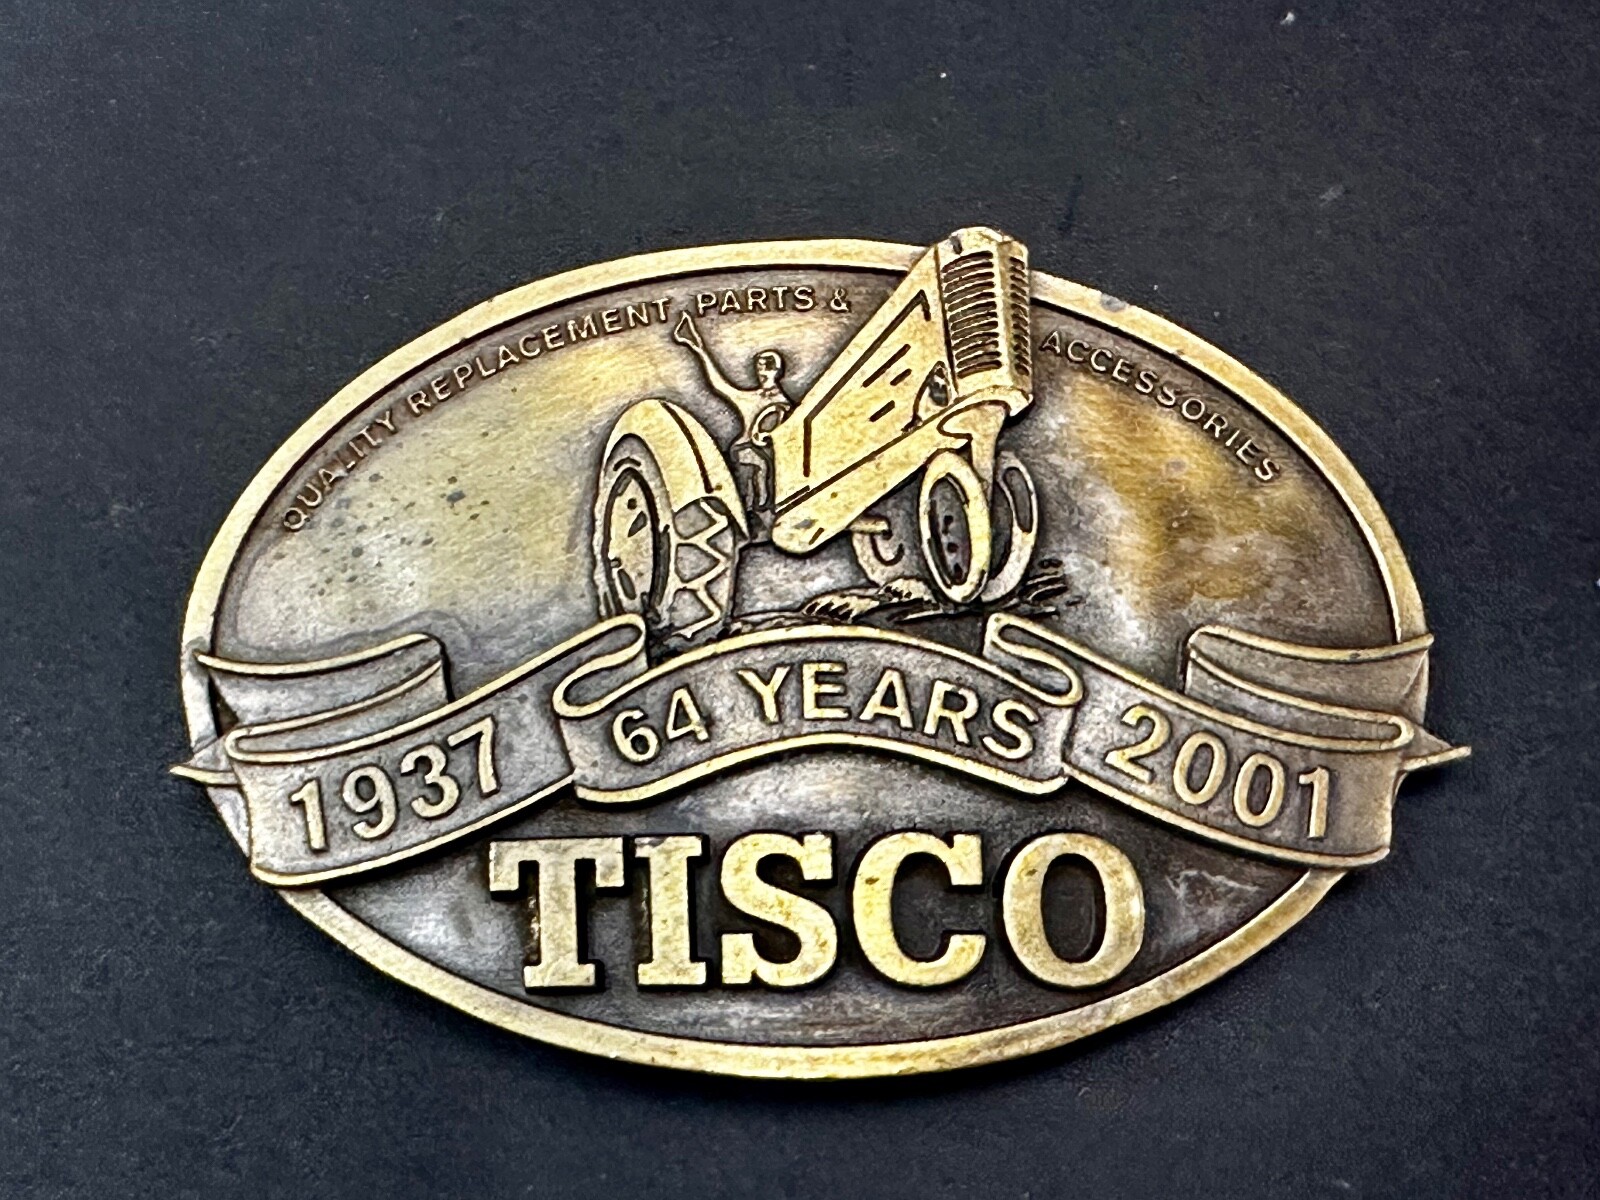 QUALITY REPLACEMENT PARTS & ACCESSORIES
1937 64 YEARS 2001
TISCO